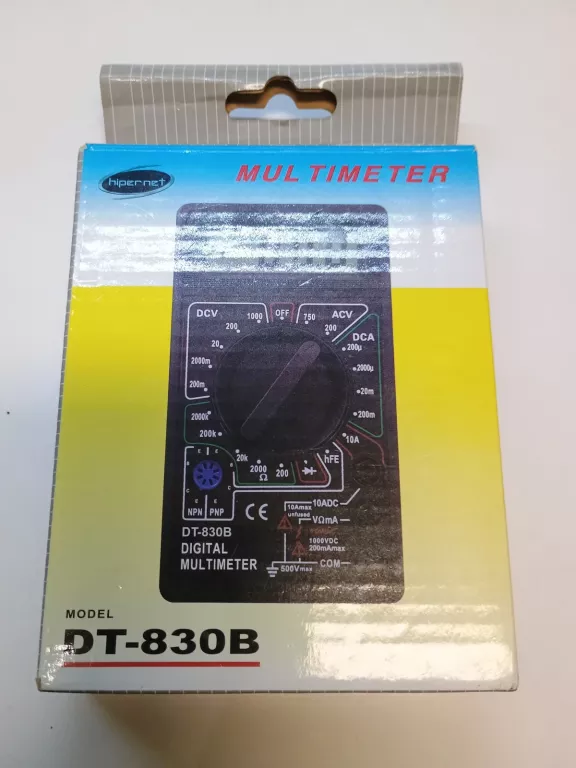 hipernet
MULTIMETER
DCV
1000
OFF
750
ACV
200
200
DCA
20
200µ
2000m
2000µ
200m
20m
2000k
200m
200k
10A
20k
2000
Ω
200
hFE
E E
B B
C C
E E
NPN PNP
CE
10Amax
unfused
10ADC
VΩmA
1000VDC
200mAmax
500Vmax
COM
DT-830B
DIGITAL
MULTIMETER
MODEL
DT-830B